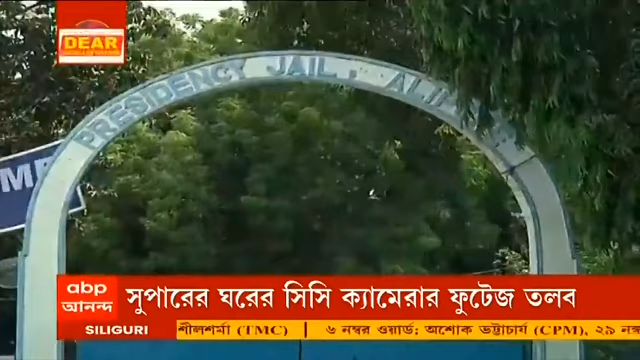 DEAR
PRESIDENCY JAIL, ALIPORE
abp
আনন্দ
সুপারের ঘরের সিসি ক্যামেরার ফুটেজ তলব
SILIGURI
শীলশর্মা (TMC) | ৬ নম্বর ওয়ার্ড: অশোক ভট্টাচার্য (CPM), ২৯ নম্ব